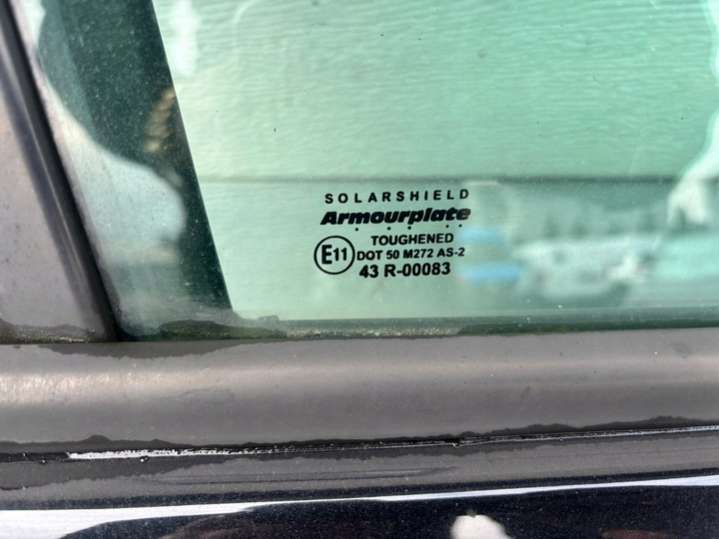 SOLARSHIELD
Armourplate
TOUGHENED
E11 DOT 50 M272 AS-2
43 R-00083